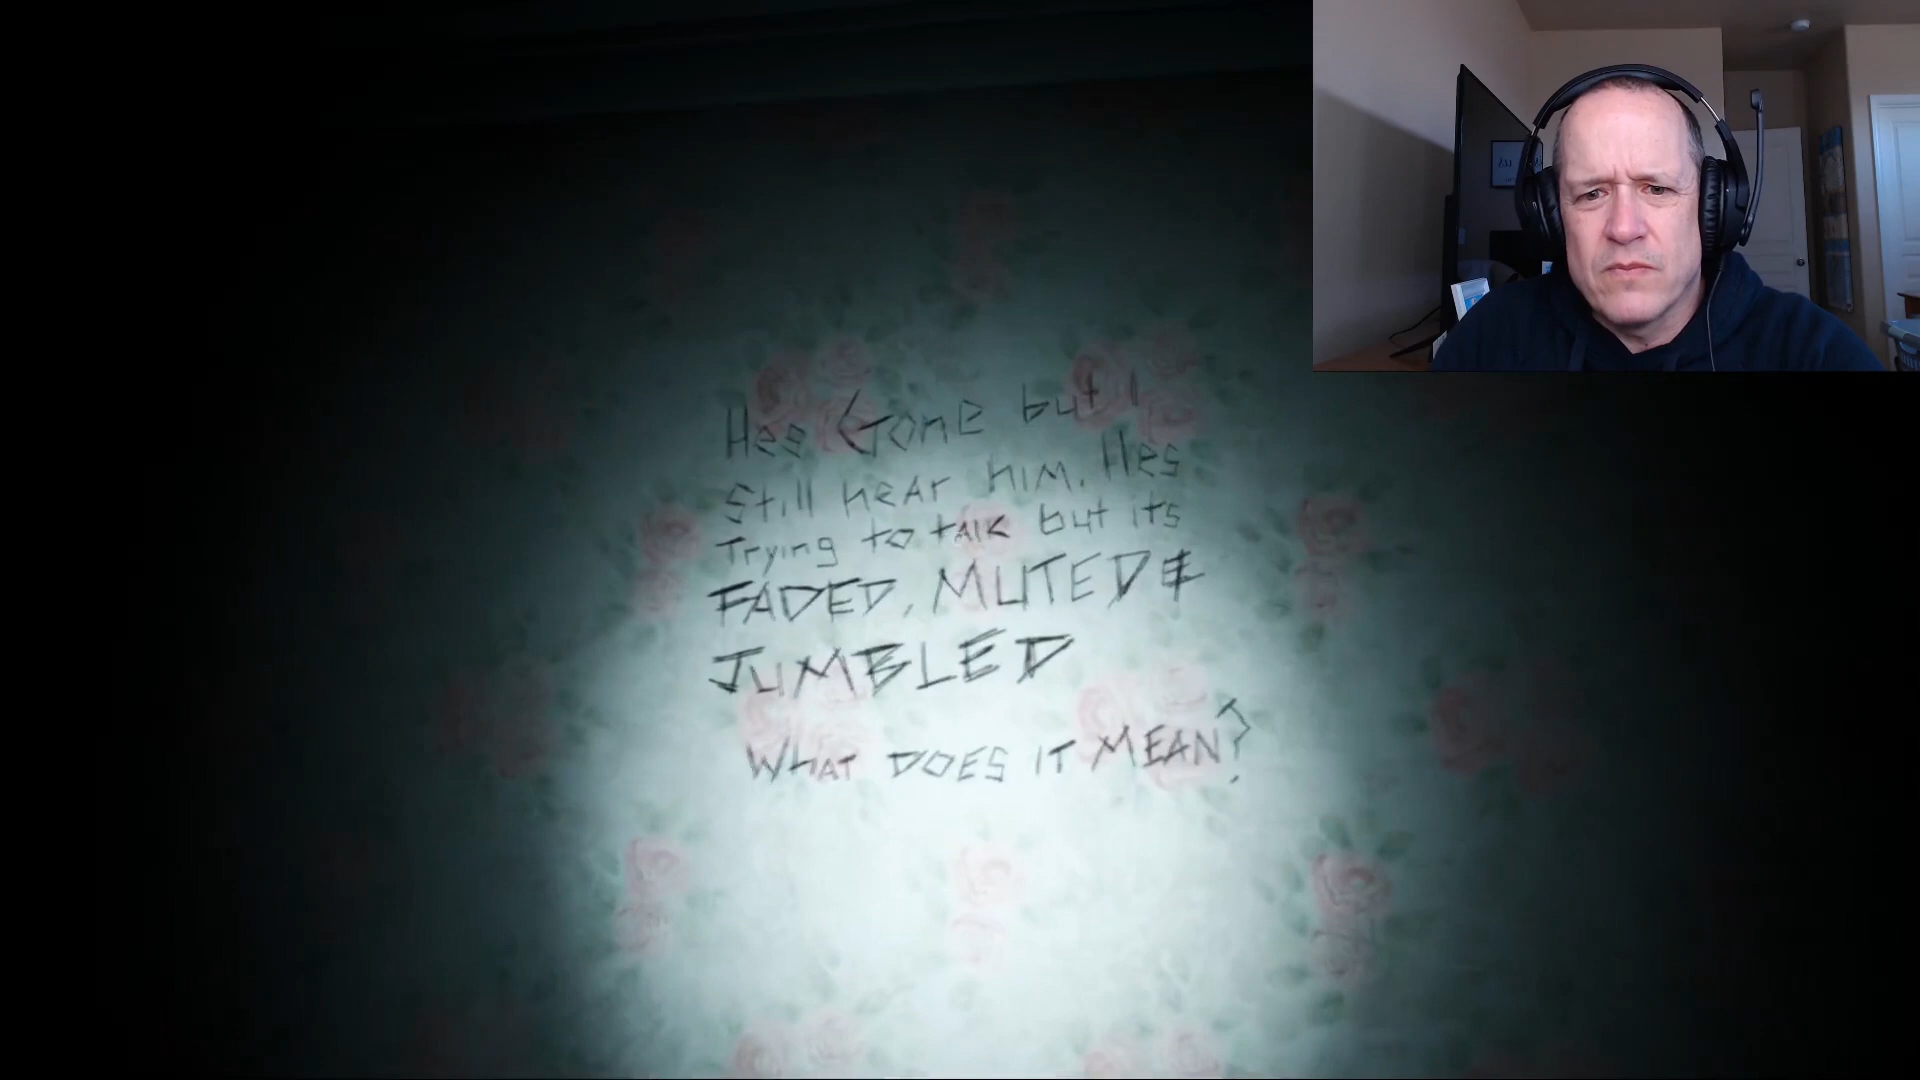 Hes Gone but I
Still hear him. Hes
Trying to talk but its
FADED, MUTED &
JUMBLED
WHAT DOES IT MEAN?